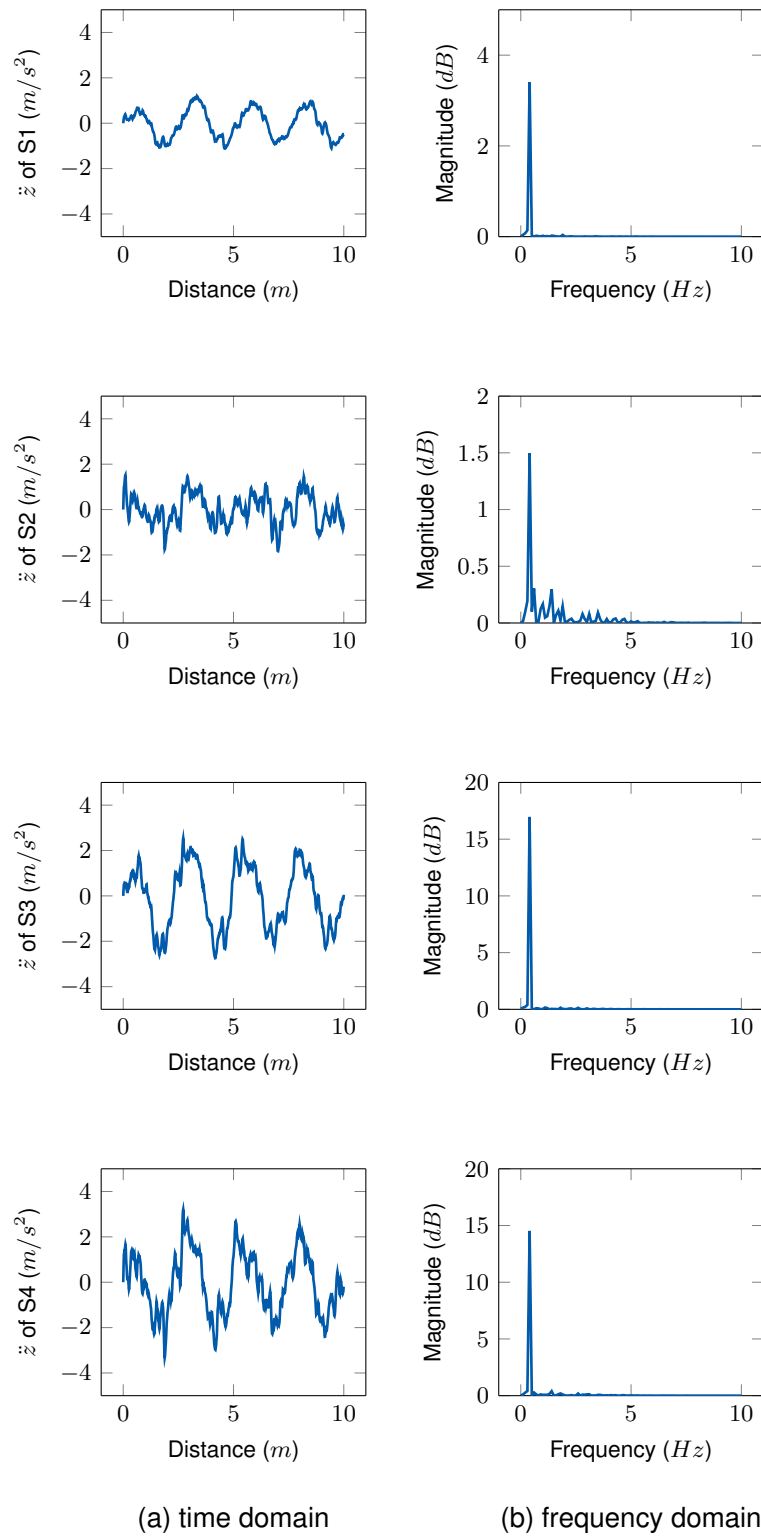 4
2
0
−2
−4
z̈ of S1 (m/s²)
0 5 10
Distance (m)
4
2
0
Magnitude (dB)
0 5 10
Frequency (Hz)
4
2
0
−2
−4
z̈ of S2 (m/s²)
0 5 10
Distance (m)
2
1.5
1
0.5
0
Magnitude (dB)
0 5 10
Frequency (Hz)
4
2
0
−2
−4
z̈ of S3 (m/s²)
0 5 10
Distance (m)
20
15
10
5
0
Magnitude (dB)
0 5 10
Frequency (Hz)
4
2
0
−2
−4
z̈ of S4 (m/s²)
0 5 10
Distance (m)
20
15
10
5
0
Magnitude (dB)
0 5 10
Frequency (Hz)
(a) time domain
(b) frequency domain